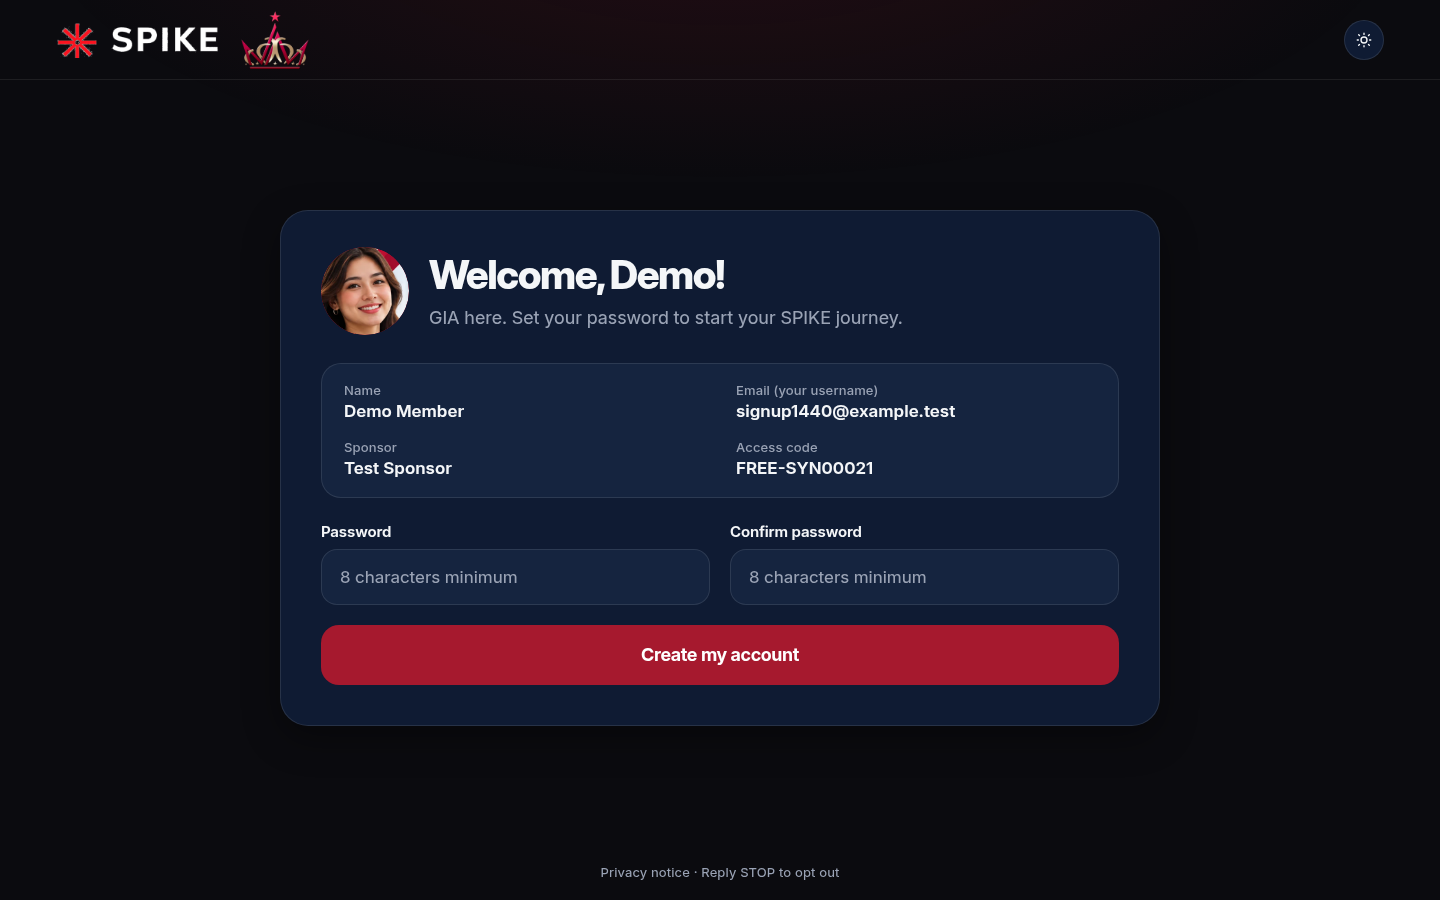 SPIKE
Welcome, Demo!
GIA here. Set your password to start your SPIKE journey.
Name
Demo Member
Email (your username)
signup1440@example.test
Sponsor
Test Sponsor
Access code
FREE-SYN00021
Password
Confirm password
8 characters minimum
8 characters minimum
Create my account
Privacy notice · Reply STOP to opt out